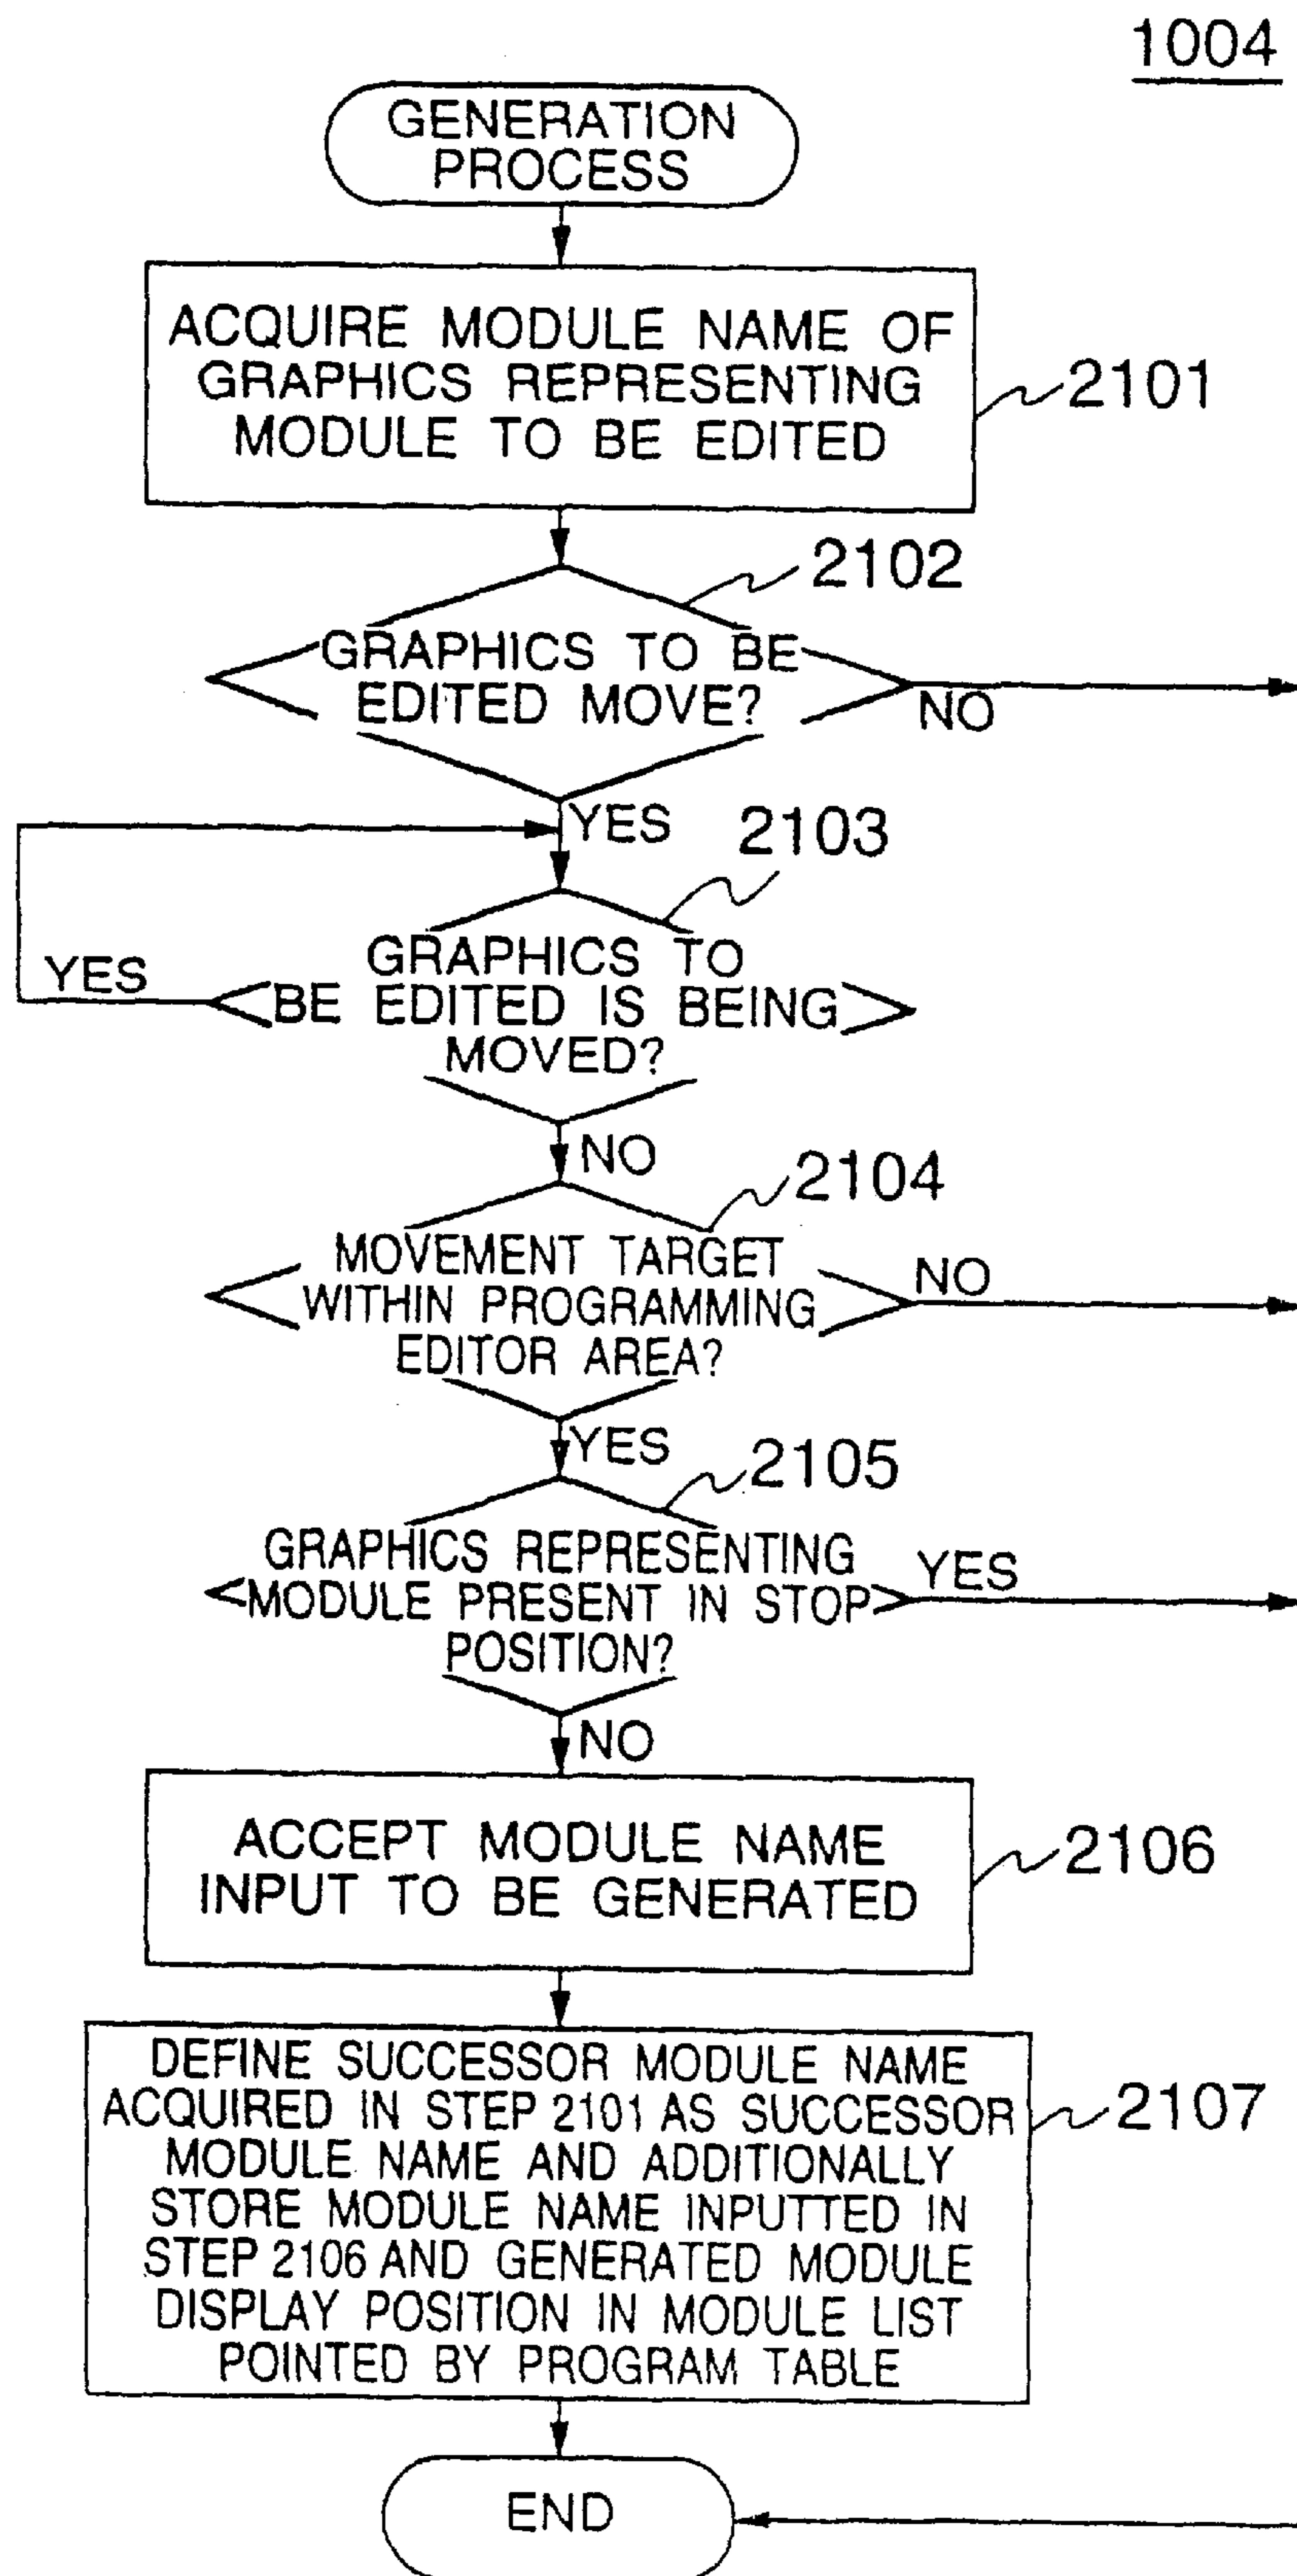 1004
GENERATION
PROCESS
ACQUIRE MODULE NAME OF
GRAPHICS REPRESENTING
MODULE TO BE EDITED
2101
2102
GRAPHICS TO BE
EDITED MOVE?
NO
YES
2103
GRAPHICS TO
BE EDITED IS BEING
MOVED?
YES
NO
2104
MOVEMENT TARGET
WITHIN PROGRAMMING
EDITOR AREA?
NO
YES
2105
GRAPHICS REPRESENTING
MODULE PRESENT IN STOP
POSITION?
YES
NO
ACCEPT MODULE NAME
INPUT TO BE GENERATED
2106
DEFINE SUCCESSOR MODULE NAME
ACQUIRED IN STEP 2101 AS SUCCESSOR
MODULE NAME AND ADDITIONALLY
STORE MODULE NAME INPUTTED IN
STEP 2106 AND GENERATED MODULE
DISPLAY POSITION IN MODULE LIST
POINTED BY PROGRAM TABLE
2107
END